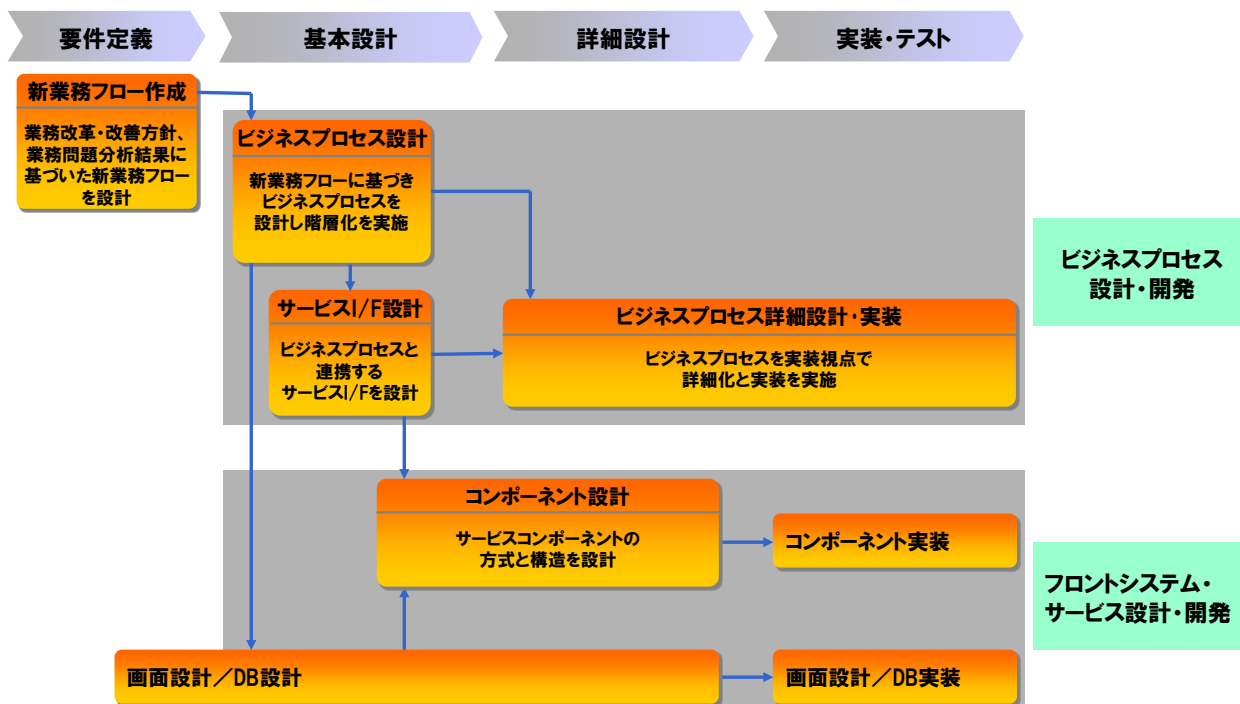 要件定義
基本設計
詳細設計
実装・テスト
新業務フロー作成
業務改革・改善方針、
業務問題分析結果に
基づいた新業務フロー
を設計
ビジネスプロセス設計
新業務フローに基づき
ビジネスプロセスを
設計し階層化を実施
サービスI/F設計
ビジネスプロセスと
連携する
サービスI/Fを設計
ビジネスプロセス詳細設計・実装
ビジネスプロセスを実装視点で
詳細化と実装を実施
ビジネスプロセス
設計・開発
コンポーネント設計
サービスコンポーネントの
方式と構造を設計
コンポーネント実装
フロントシステム・
サービス設計・開発
画面設計／DB設計
画面設計／DB実装